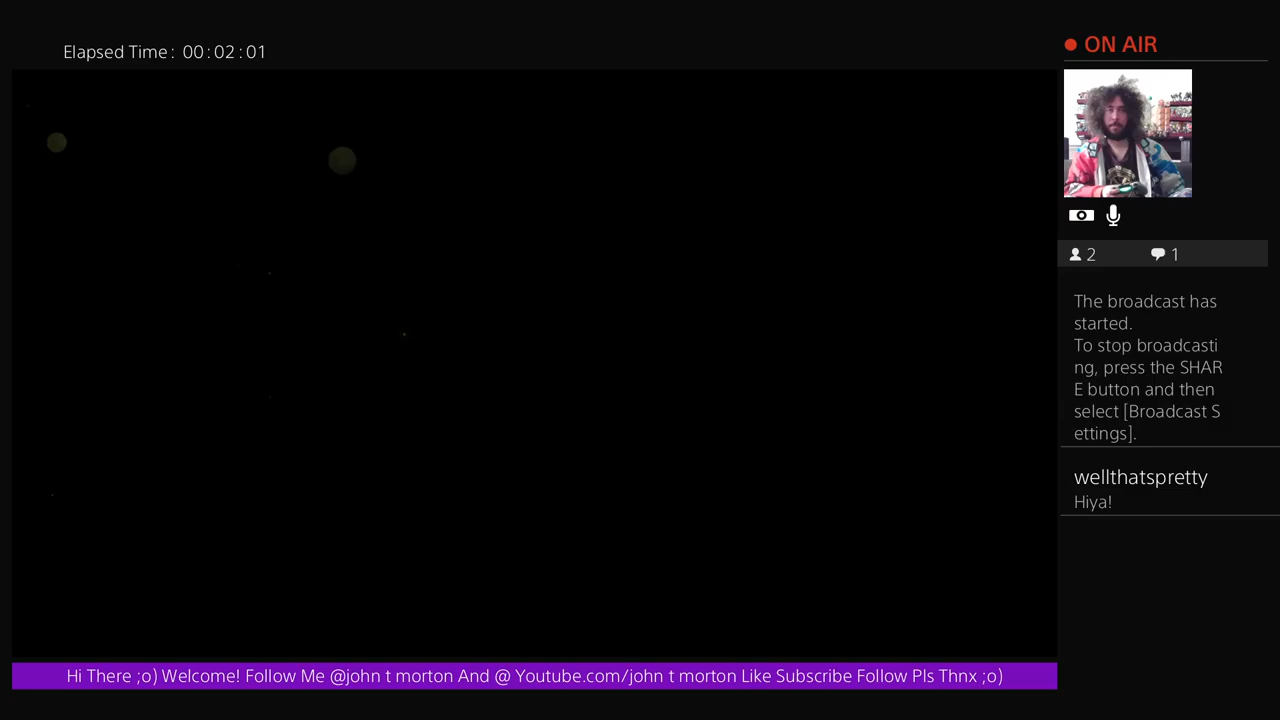 Elapsed Time: 00:02:01
ON AIR
2 1
The broadcast has
started.
To stop broadcasti
ng, press the SHAR
E button and then
select [Broadcast S
ettings].
wellthatspretty
Hiya!
Hi There ;o) Welcome! Follow Me @john t morton And @ Youtube.com/john t morton Like Subscribe Follow Pls Thnx ;o)